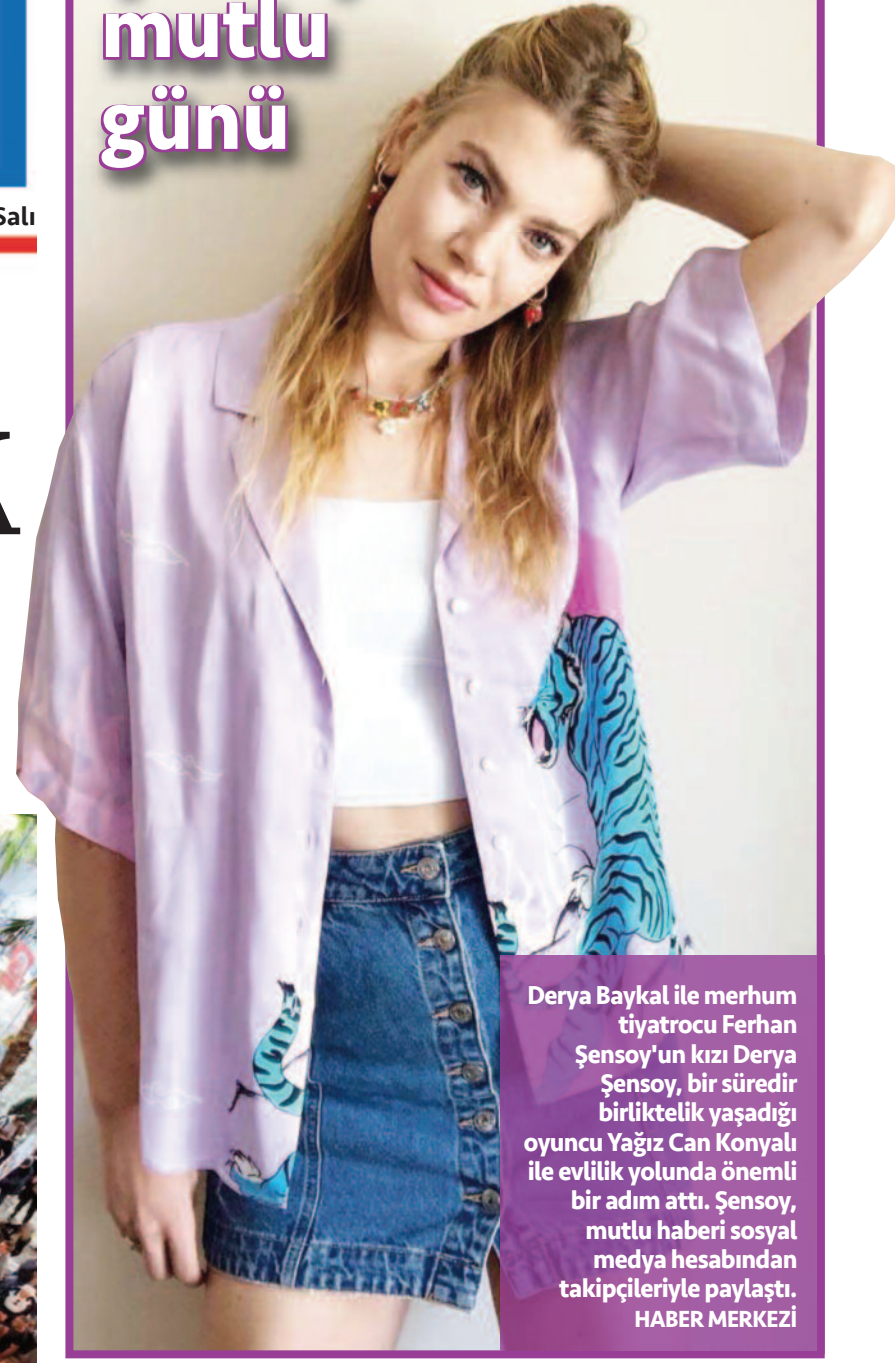 mutlu
günü
Salı
Derya Baykal ile merhum
tiyatrocu Ferhan
Şensoy'un kızı Derya
Şensoy, bir süredir
birliktelik yaşadığı
oyuncu Yağız Can Konyalı
ile evlilik yolunda önemli
bir adım attı. Şensoy,
mutlu haberi sosyal
medya hesabından
takipçileriyle paylaştı.
HABER MERKEZİ